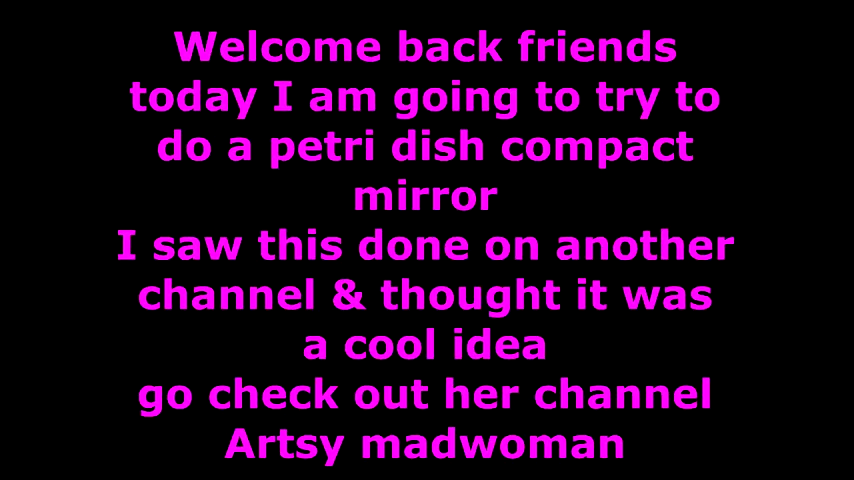 Welcome back friends
today I am going to try to
do a petri dish compact
mirror
I saw this done on another
channel & thought it was
a cool idea
go check out her channel
Artsy madwoman